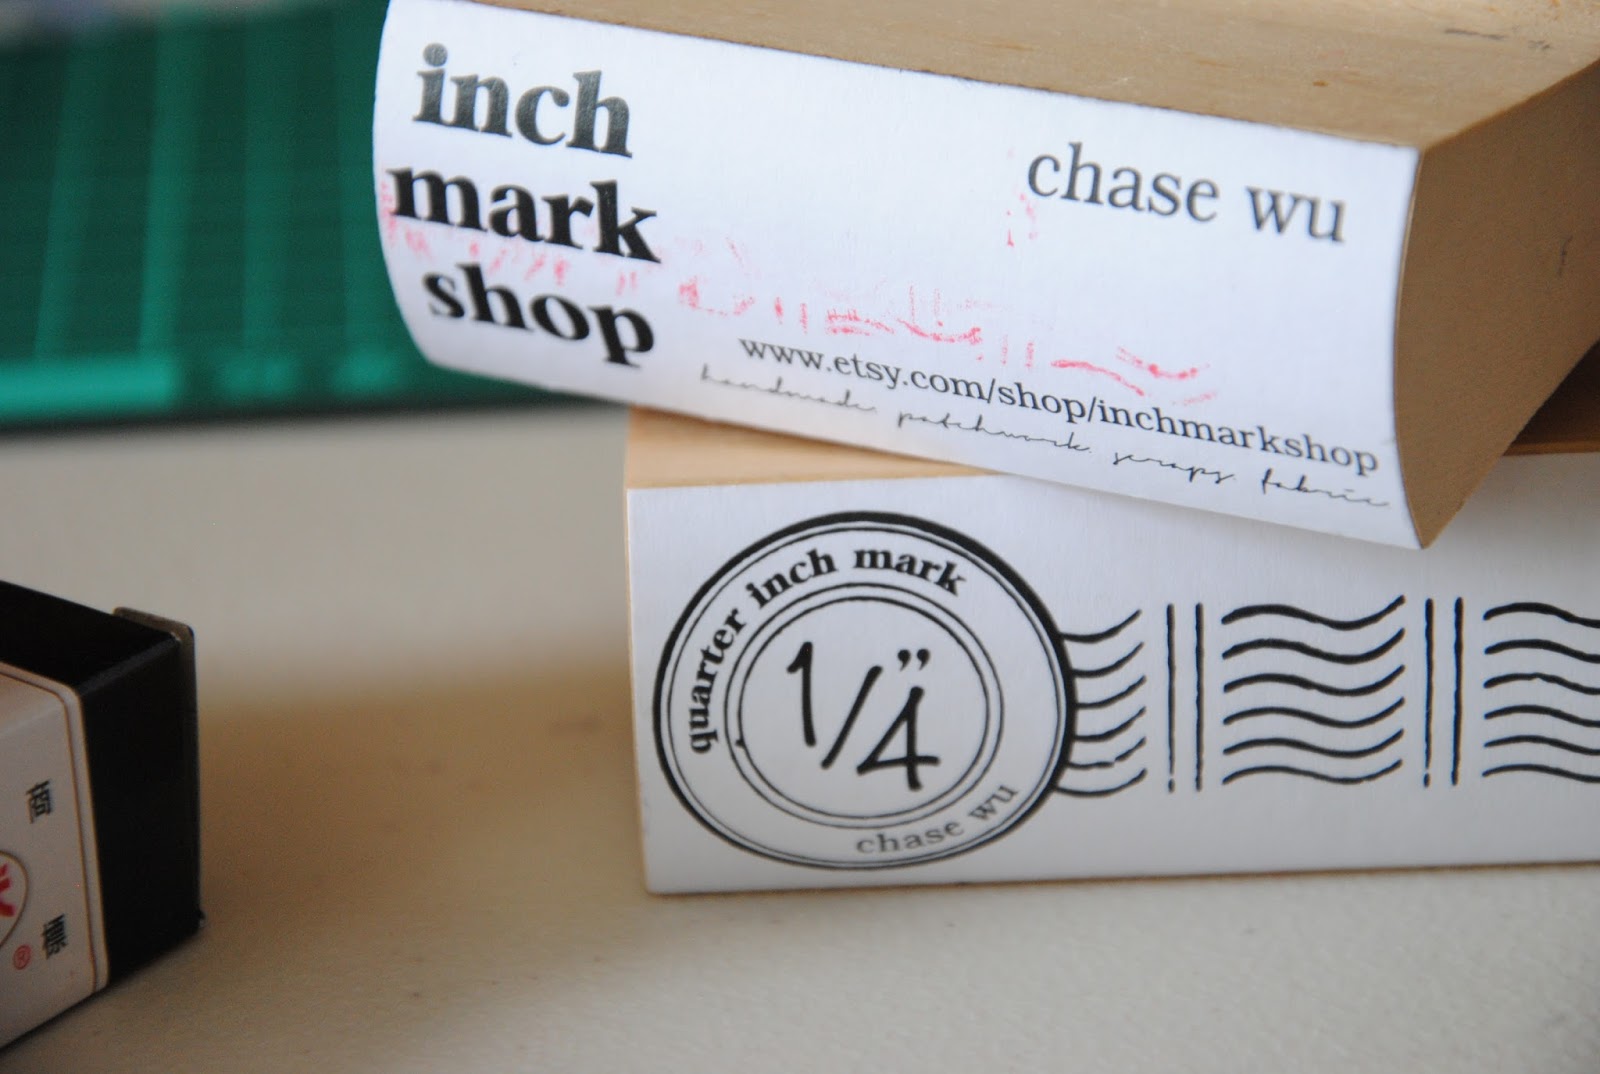 inch
mark
shop
chase wu
www.etsy.com/shop/inchmarkshop
handmade. patchwork. scraps. fabric.
quarter inch mark
1/4”
chase wu
®